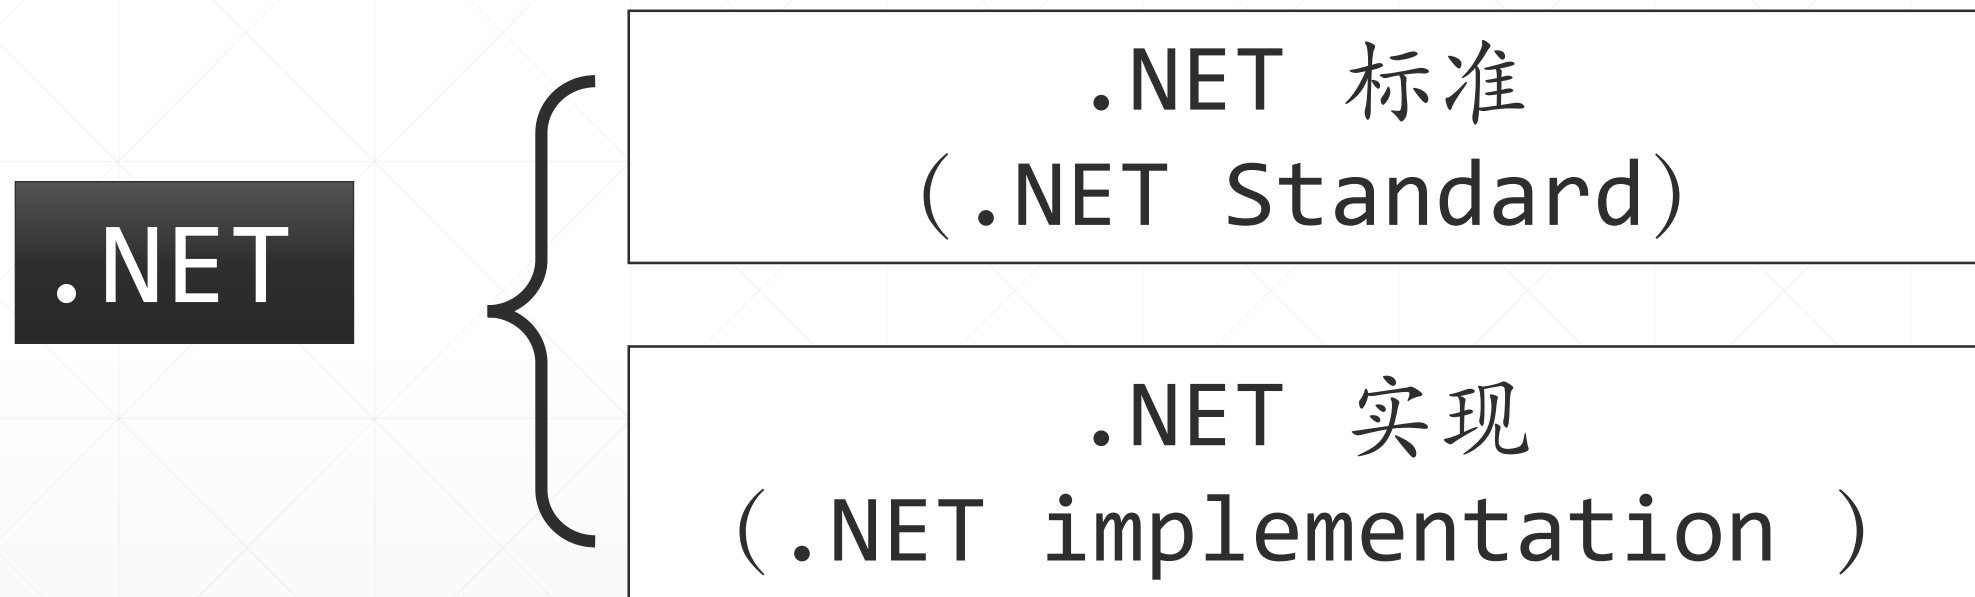 .NET
.NET 标准
(.NET Standard)
.NET 实现
(.NET implementation )